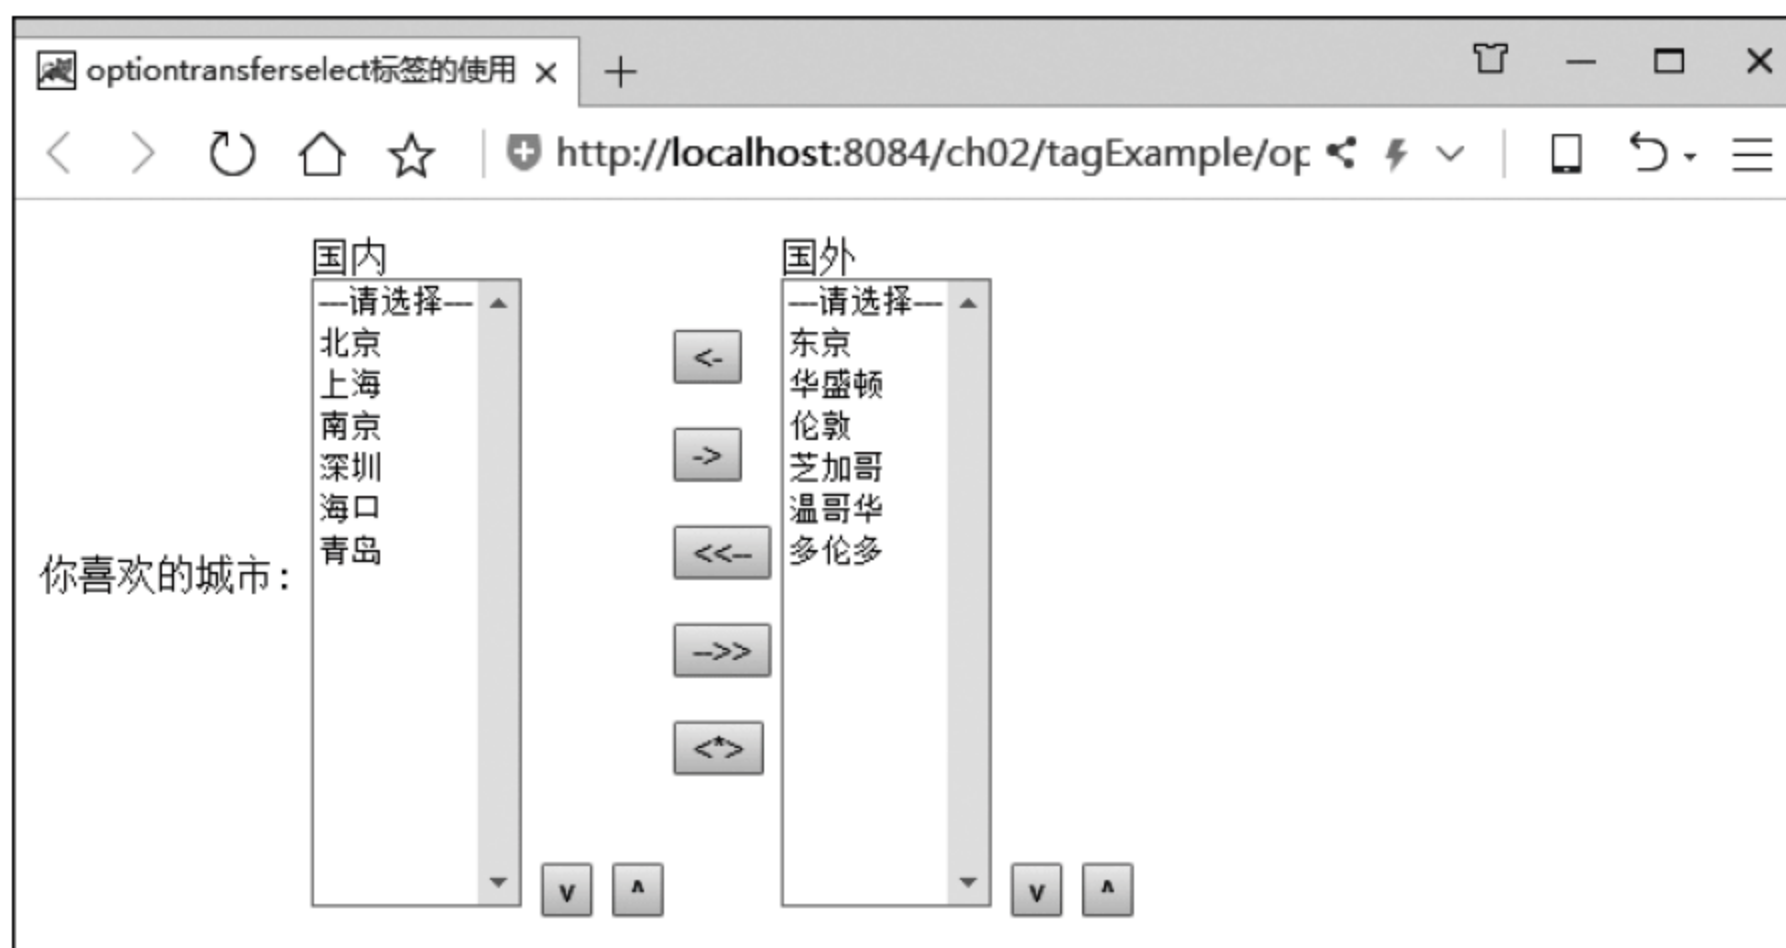 optiontransferselect标签的使用
http://localhost:8084/ch02/tagExample/op
你喜欢的城市:
国内
---请选择---
北京
上海
南京
深圳
海口
青岛
v ^
<-
->
<<--
-->>
<*>
国外
---请选择---
东京
华盛顿
伦敦
芝加哥
温哥华
多伦多
v ^